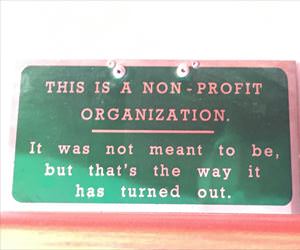 THIS IS A NON-PROFIT
ORGANIZATION.
It was not meant to be,
but that's the way it
has turned out.